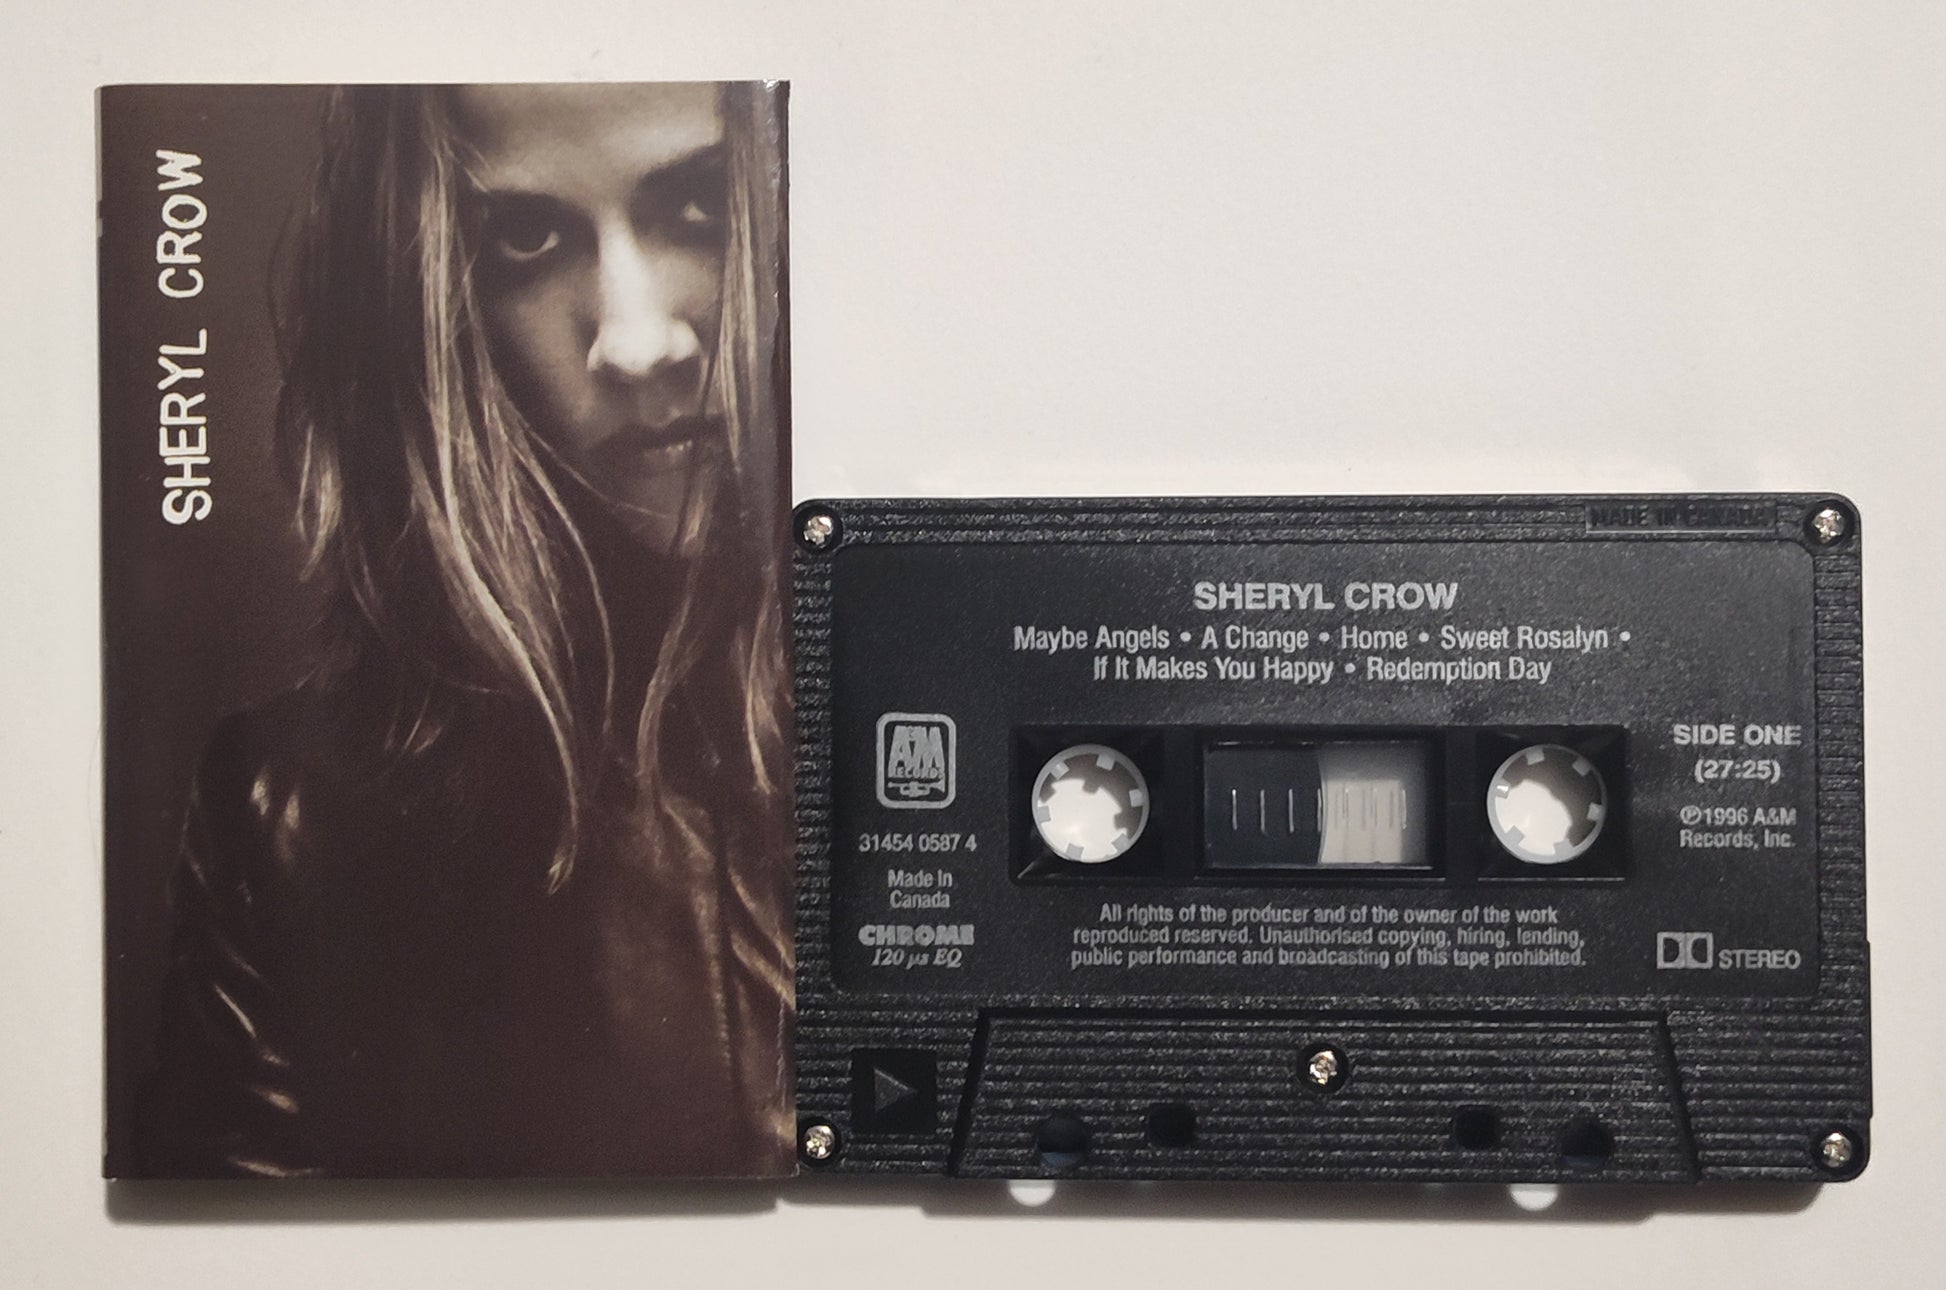 SHERYL CROW
MADE IN CANADA
SHERYL CROW
Maybe Angels • A Change • Home • Sweet Rosalyn •
If It Makes You Happy • Redemption Day
A&M
RECORDS
31454 0587 4
Made In
Canada
CHROME
120 µs EQ
SIDE ONE
(27:25)
℗1996 A&M
Records, Inc.
All rights of the producer and of the owner of the work
reproduced reserved. Unauthorised copying, hiring, lending,
public performance and broadcasting of this tape prohibited.
STEREO